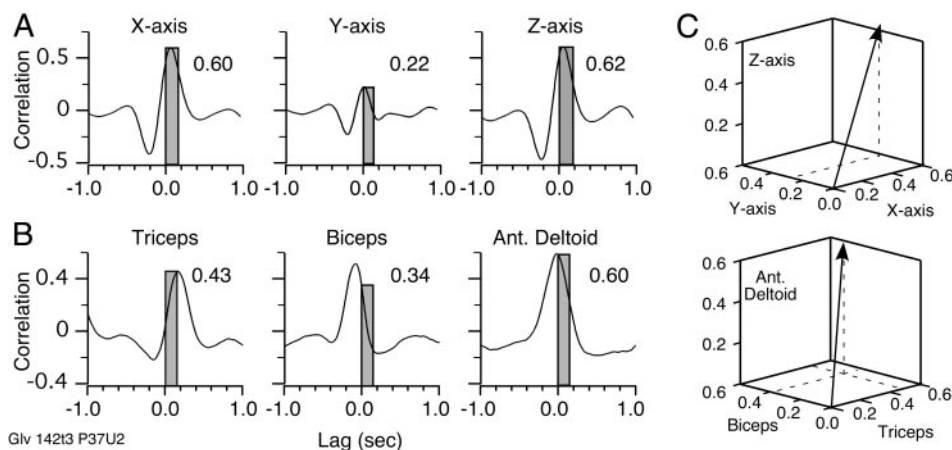 A
X-axis
Y-axis
Z-axis
Correlation
0.5
0
-0.5
0.60
0.22
0.62
-1.0 0.0 1.0
-1.0 0.0 1.0
-1.0 0.0 1.0
B
Triceps
Biceps
Ant. Deltoid
Correlation
0.4
0
-0.4
0.43
0.34
0.60
-1.0 0.0 1.0
-1.0 0.0 1.0
-1.0 0.0 1.0
Lag (sec)
Glv 142t3 P37U2
C
0.6
Z-axis
0.4
0.2
0.6 0.4 0.2 0.0 0.2 0.4 0.6
Y-axis
X-axis
0.6
Ant.
Deltoid
0.4
0.2
0.6 0.4 0.2 0.0 0.2 0.4 0.6
Biceps
Triceps